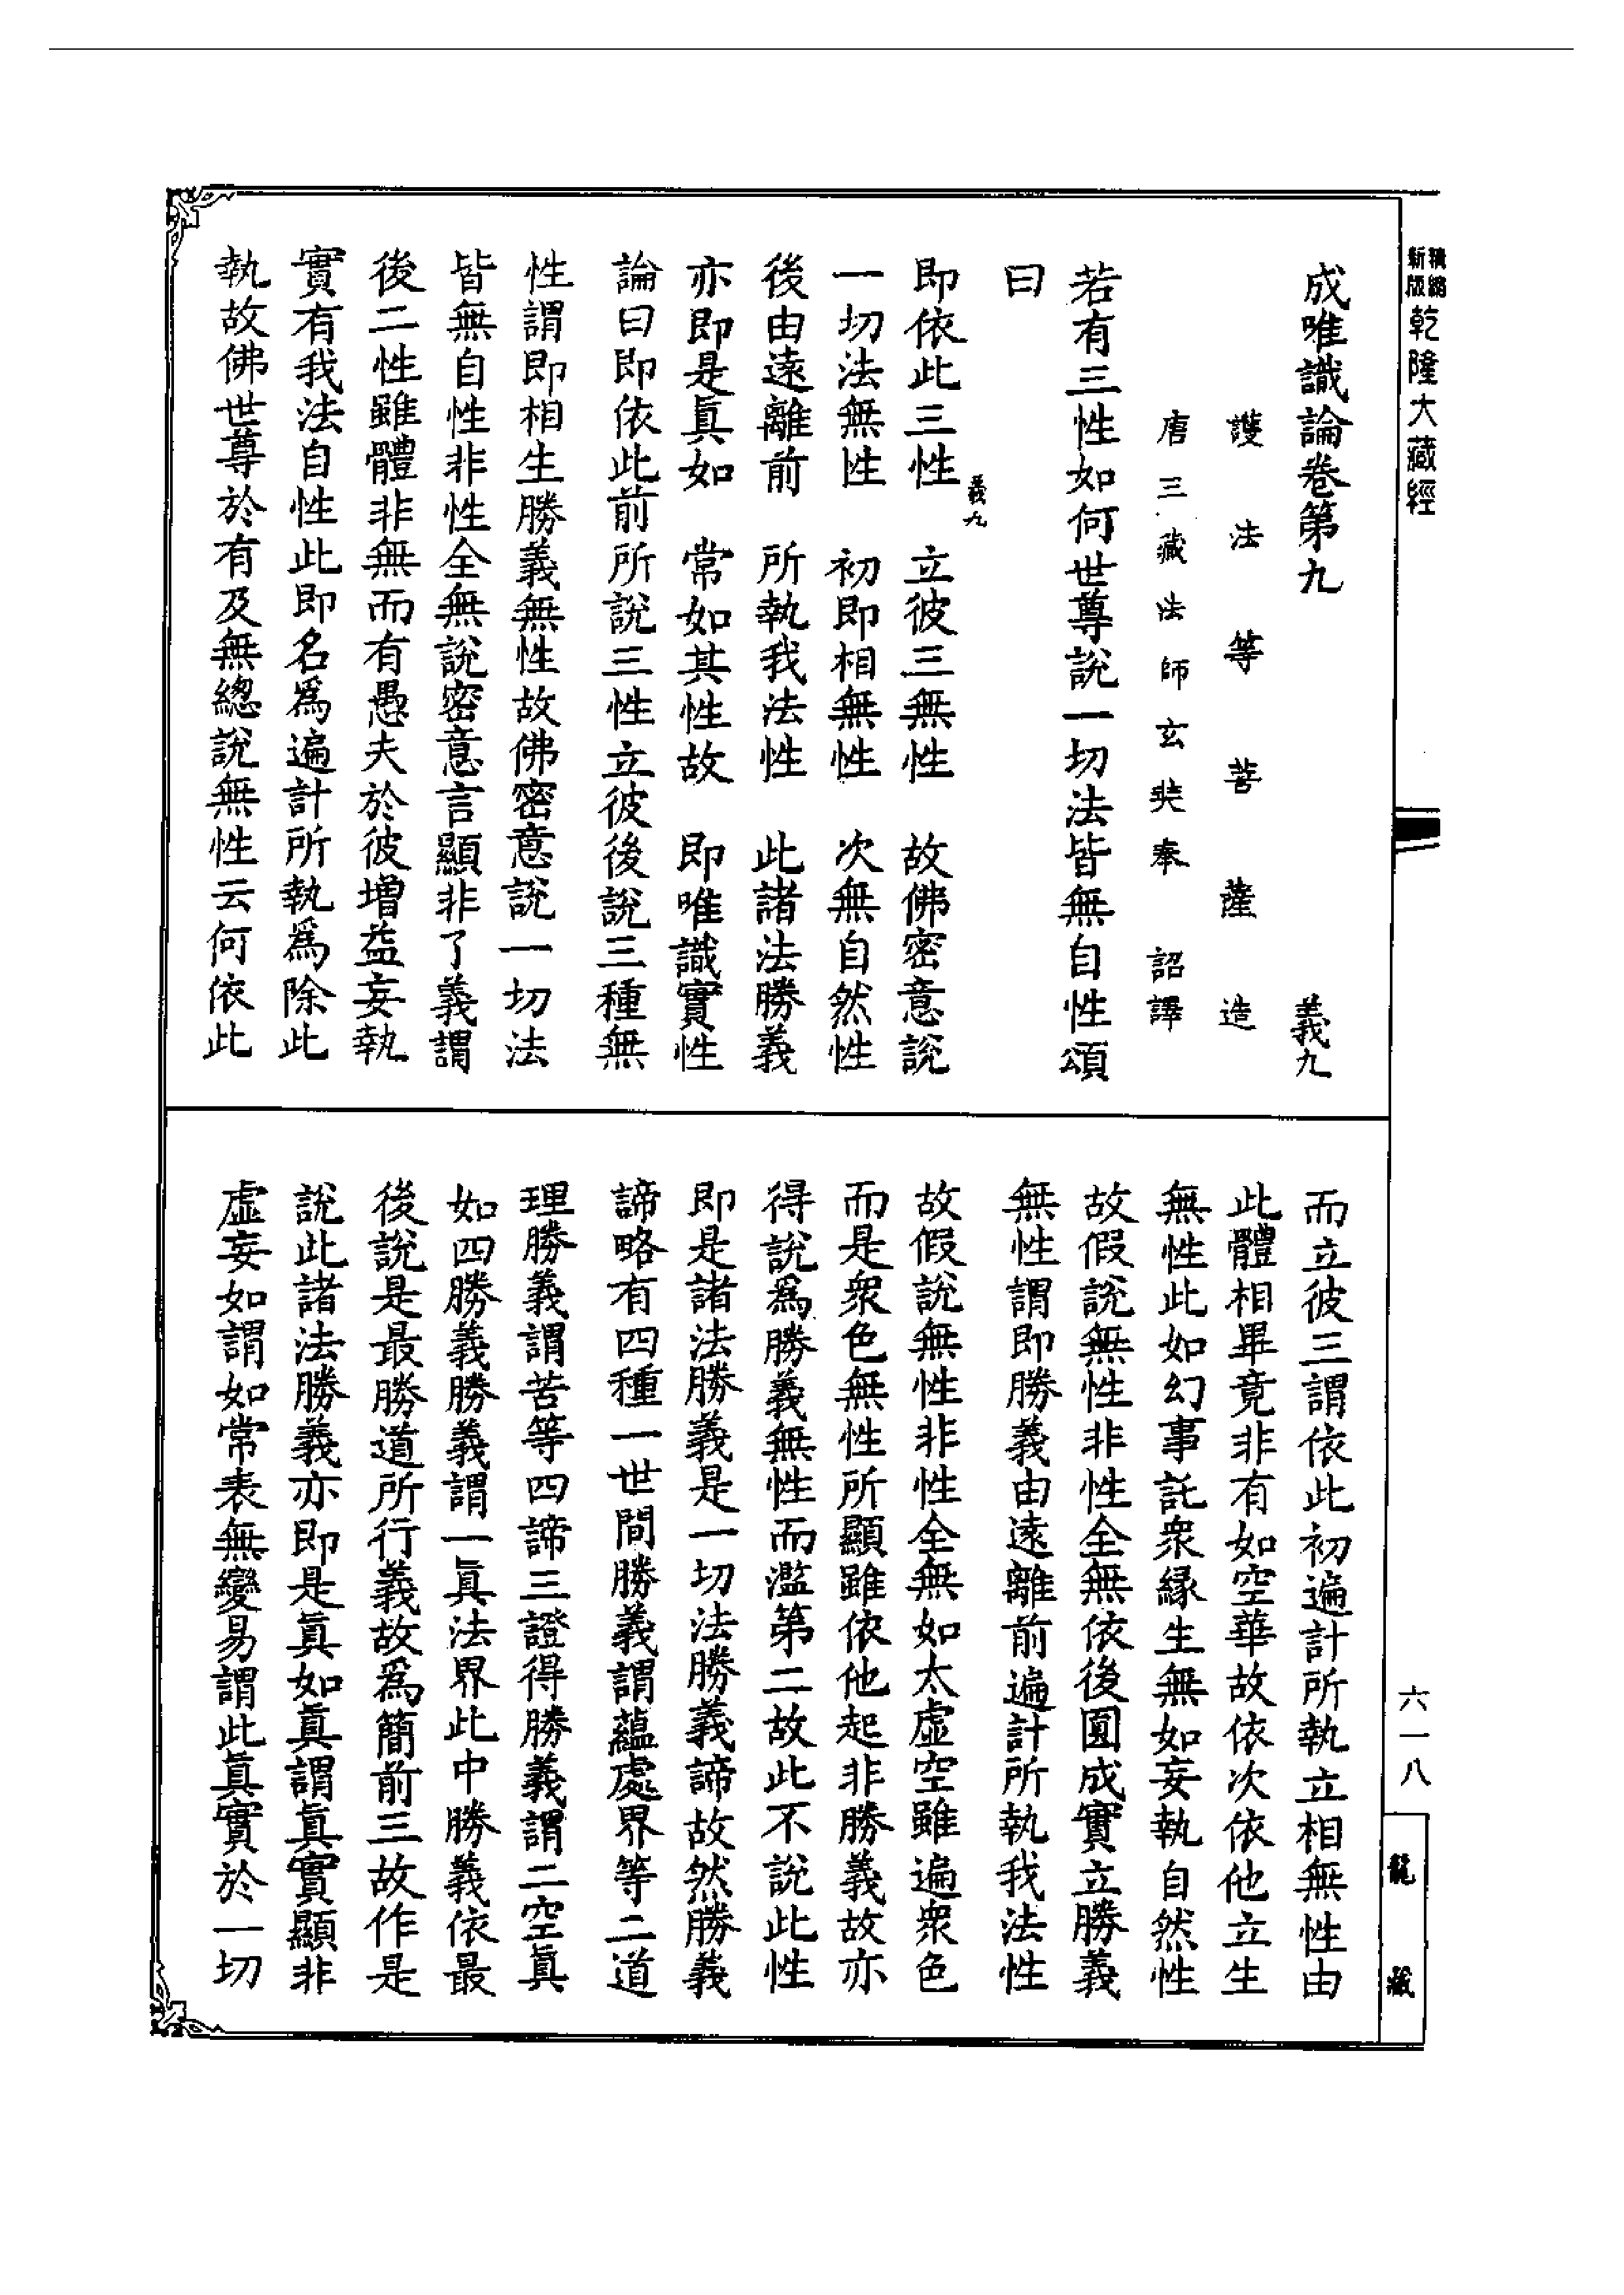 精縮
新版
乾隆大藏經
成唯識論卷第九　義九
護法等菩薩造
唐三藏法師玄奘奉　詔譯
若有三性如何世尊說一切法皆無自性頌
曰
義九
即依此三性　立彼三無性　故佛密意說
一切法無性　初即相無性　次無自然性
後由遠離前　所執我法性　此諸法勝義
亦即是眞如　常如其性故　即唯識實性
論曰即依此前所說三性立彼後說三種無
性謂即相生勝義無性故佛密意說一切法
皆無自性非性全無說密意言顯非了義謂
後二性雖體非無而有愚夫於彼增益妄執
實有我法自性此即名爲遍計所執爲除此
執故佛世尊於有及無總說無性云何依此
而立彼三謂依此初遍計所執立相無性由
此體相畢竟非有如空華故依次依他立生
無性此如幻事託衆緣生無如妄執自然性
故假說無性非性全無依後圓成實立勝義
無性謂即勝義由遠離前遍計所執我法性
故假說無性非性全無如太虛空雖遍衆色
而是衆色無性所顯雖依他起非勝義故亦
得說爲勝義無性而濫第二故此不說此性
即是諸法勝義是一切法勝義諦故然勝義
諦略有四種一世間勝義謂蘊處界等二道
理勝義謂苦等四諦三證得勝義謂二空眞
如四勝義勝義謂一眞法界此中勝義依最
後說是最勝道所行義故爲簡前三故作是
說此諸法勝義亦即是眞如眞謂眞實顯非
虛妄如謂如常表無變易謂此眞實於一切
六一八
龍藏